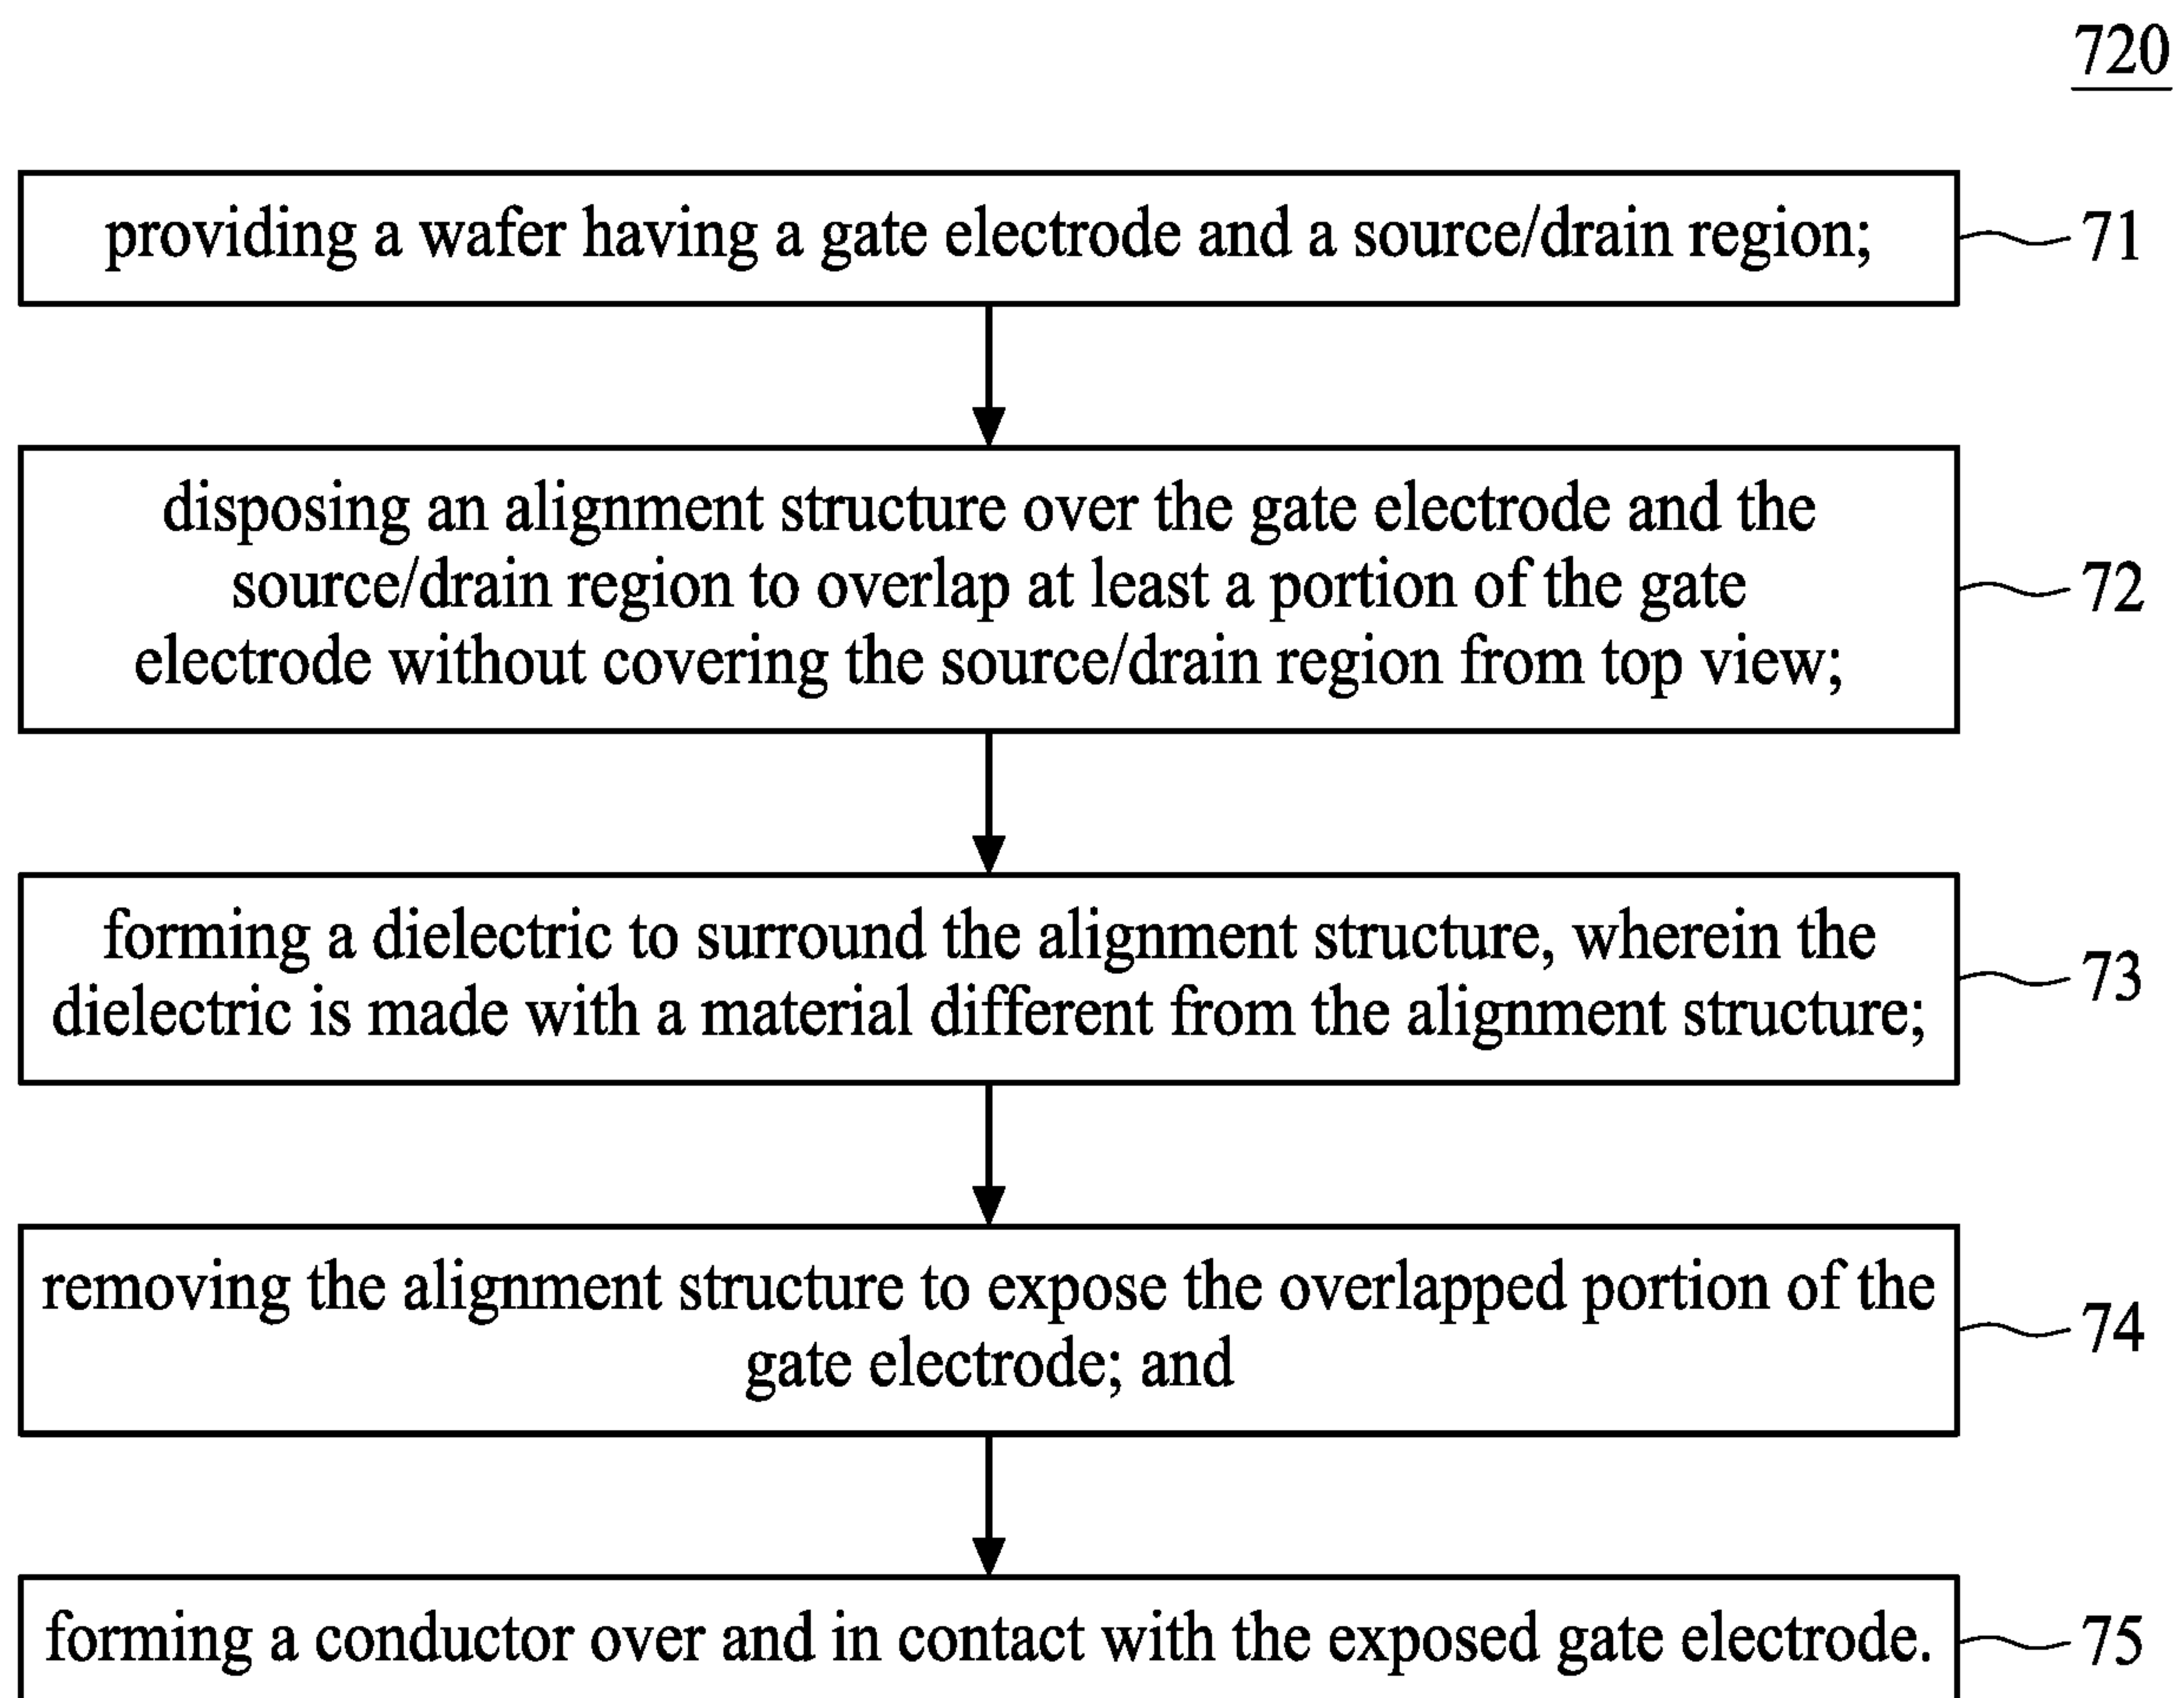 720
providing a wafer having a gate electrode and a source/drain region;
71
disposing an alignment structure over the gate electrode and the
source/drain region to overlap at least a portion of the gate
electrode without covering the source/drain region from top view;
72
forming a dielectric to surround the alignment structure, wherein the
dielectric is made with a material different from the alignment structure;
73
removing the alignment structure to expose the overlapped portion of the
gate electrode; and
74
forming a conductor over and in contact with the exposed gate electrode.
75